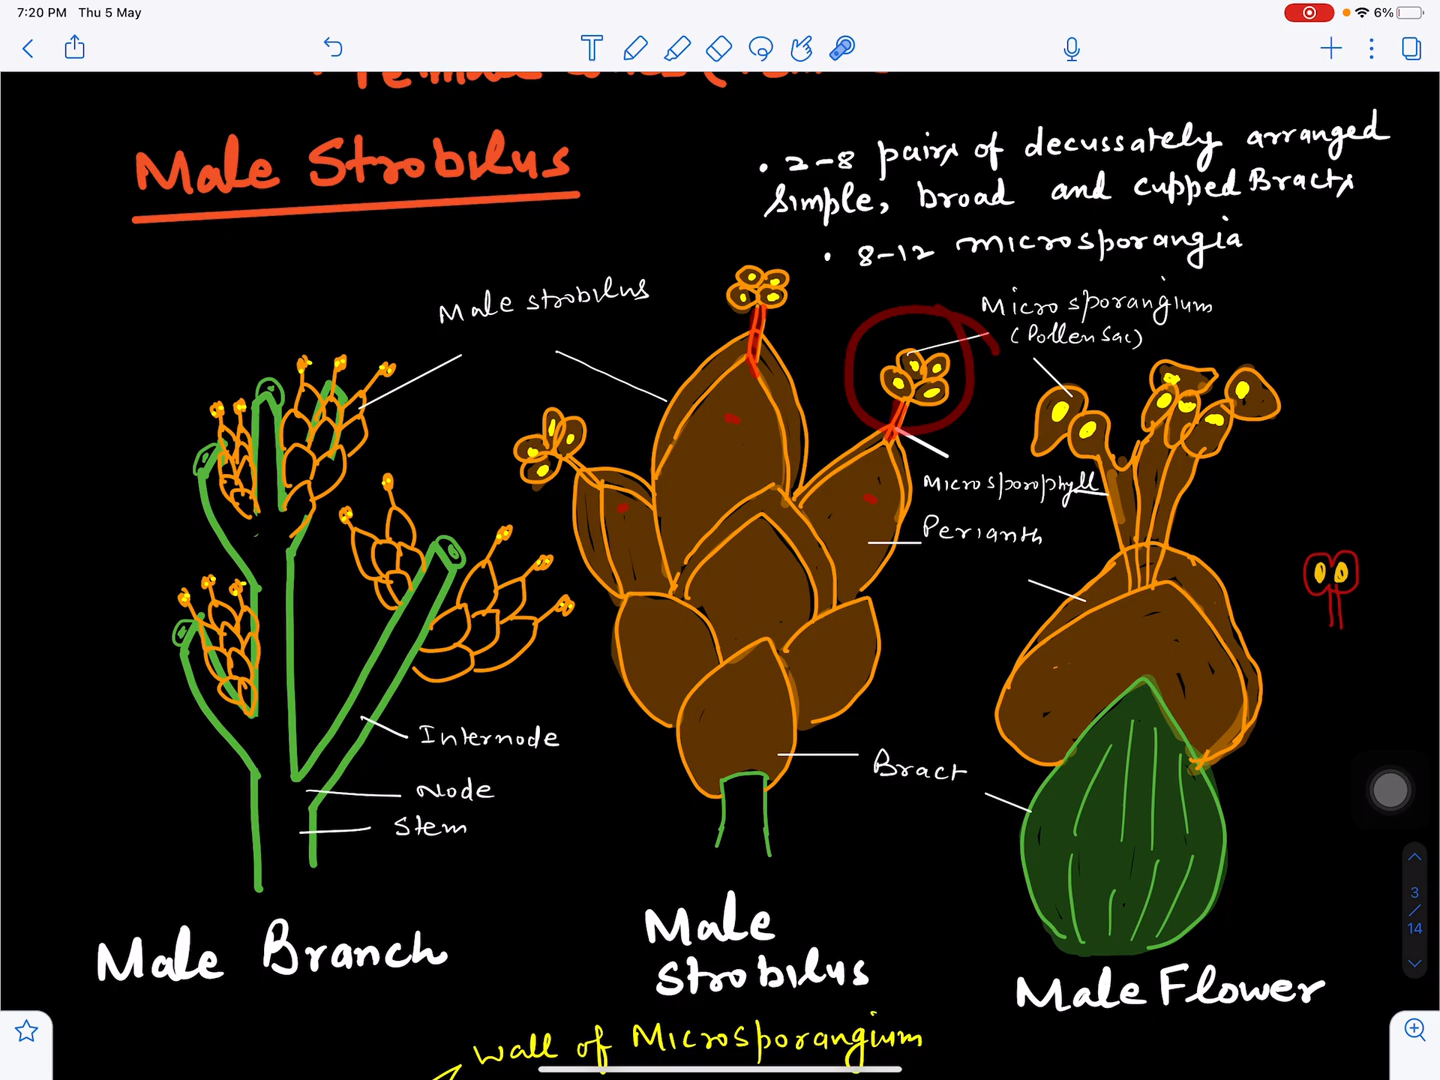 7:20 PM Thu 5 May
6%
Male Strobilus
• 2-8 pairs of decussately arranged
simple, broad and cupped Bracts
• 8-12 microsporangia
Male strobilus
Microsporangium
(Pollen Sac)
Microsporophyll
Perianth
Internode
Node
Stem
Bract
Male Branch
Male
Strobilus
Male Flower
3
/
14
Wall of Microsporangium